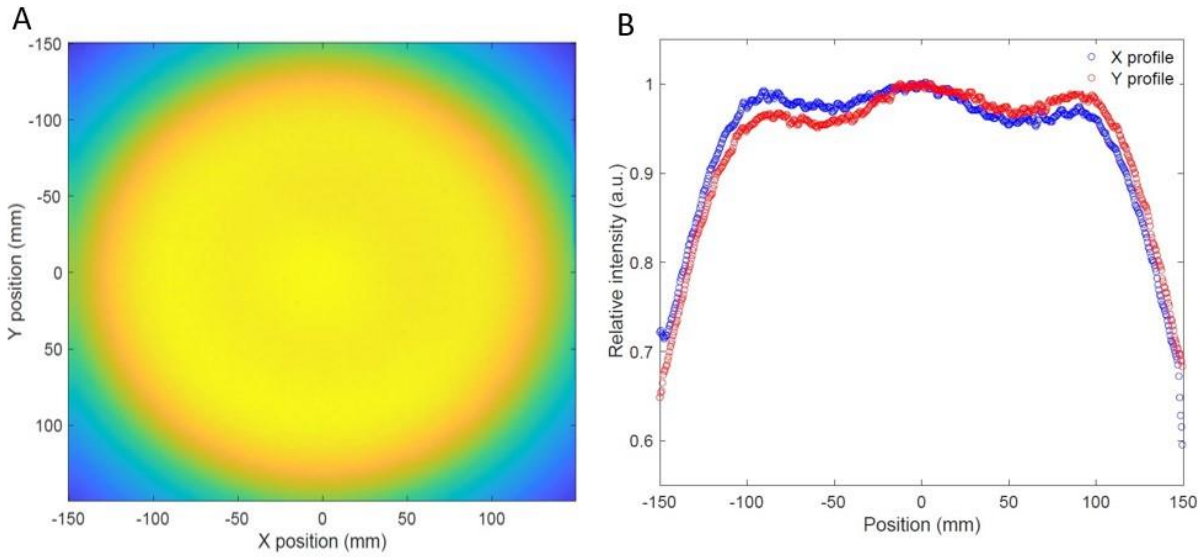 A
-150
-100
-50
0
50
100
Y position (mm)
-150 -100 -50 0 50 100
X position (mm)
B
X profile
Y profile
1
0.9
0.8
0.7
0.6
Relative intensity (a.u.)
-150 -100 -50 0 50 100 150
Position (mm)